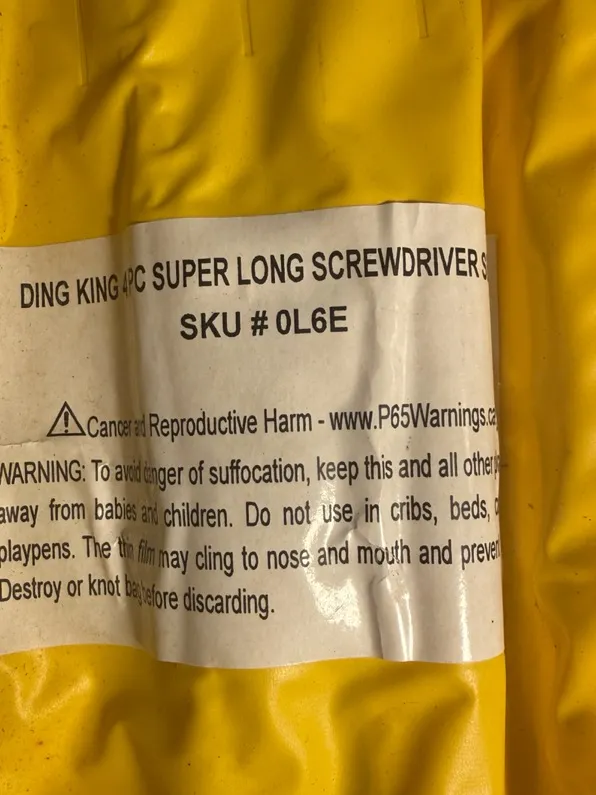 DING KING 4PC SUPER LONG SCREWDRIVER S
SKU # 0L6E
Cancer and Reproductive Harm - www.P65Warnings.ca
WARNING: To avoid danger of suffocation, keep this and all other
away from babies and children. Do not use in cribs, beds,
playpens. The thin film may cling to nose and mouth and preven
Destroy or knot bag before discarding.